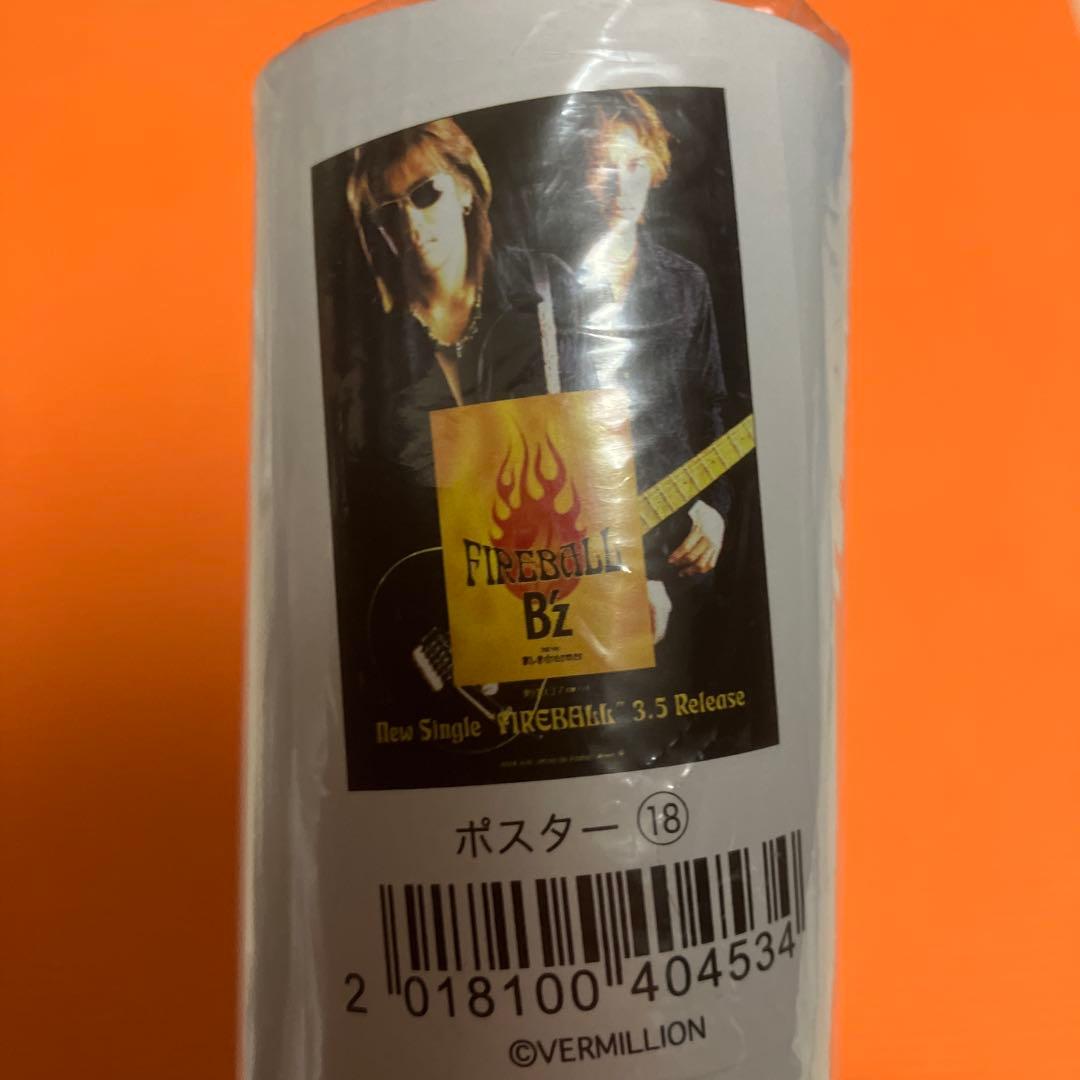 FIREBALL
B'z
New Single "FIREBALL" 3.5 Release
ポスター ⑱
2 018100 404534
©VERMILLION